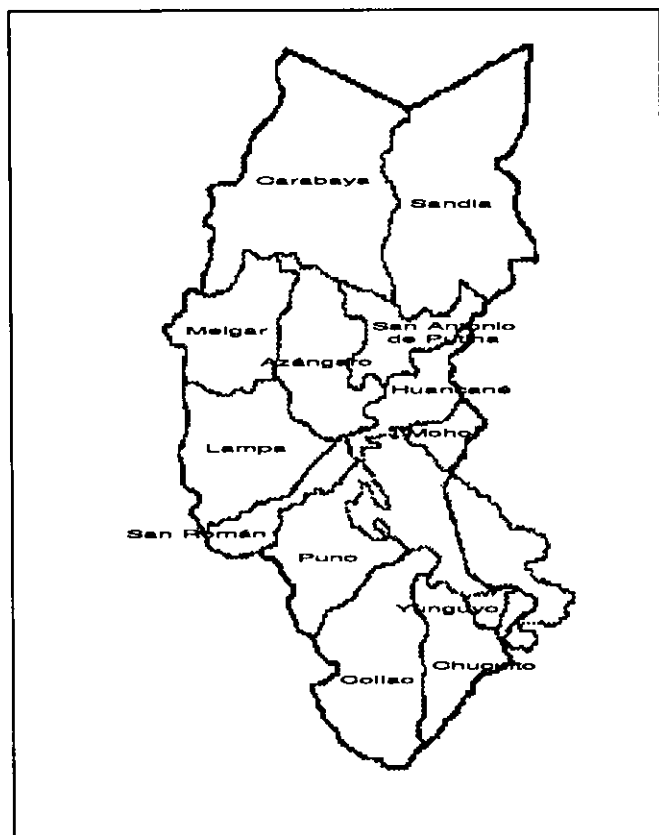 Carabaya
Sandia
Melgar
San Antonio
de Putina
Azángaro
Huancané
Moho
Lampa
San Román
Puno
Yunguyo
Chucuito
Collao